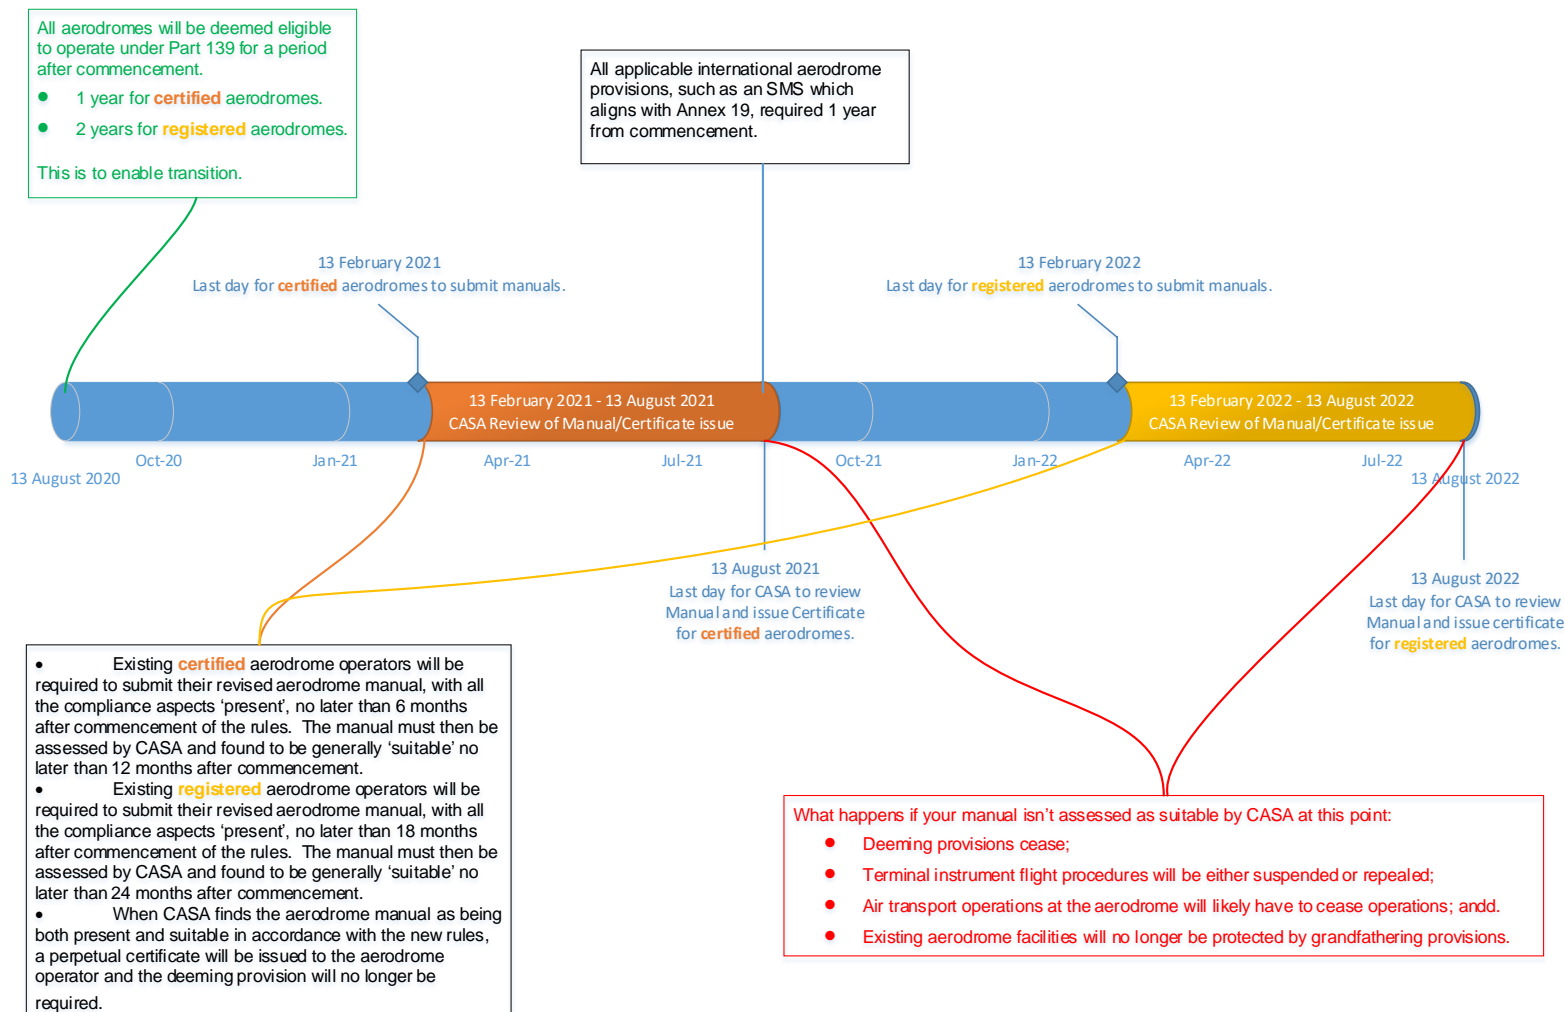 All aerodromes will be deemed eligible
to operate under Part 139 for a period
after commencement.
• 1 year for certified aerodromes.
• 2 years for registered aerodromes.
This is to enable transition.
All applicable international aerodrome
provisions, such as an SMS which
aligns with Annex 19, required 1 year
from commencement.
13 February 2021
Last day for certified aerodromes to submit manuals.
13 February 2022
Last day for registered aerodromes to submit manuals.
13 February 2021 - 13 August 2021
CASA Review of Manual/Certificate issue
13 February 2022 - 13 August 2022
CASA Review of Manual/Certificate issue
Oct-20
Jan-21
Apr-21
Jul-21
Oct-21
Jan-22
Apr-22
Jul-22
13 August 2020
13 August 2022
13 August 2021
Last day for CASA to review
Manual and issue Certificate
for certified aerodromes.
13 August 2022
Last day for CASA to review
Manual and issue certificate
for registered aerodromes.
• Existing certified aerodrome operators will be
required to submit their revised aerodrome manual, with all
the compliance aspects ‘present’, no later than 6 months
after commencement of the rules. The manual must then be
assessed by CASA and found to be generally ‘suitable’ no
later than 12 months after commencement.
• Existing registered aerodrome operators will be
required to submit their revised aerodrome manual, with all
the compliance aspects ‘present’, no later than 18 months
after commencement of the rules. The manual must then be
assessed by CASA and found to be generally ‘suitable’ no
later than 24 months after commencement.
• When CASA finds the aerodrome manual as being
both present and suitable in accordance with the new rules,
a perpetual certificate will be issued to the aerodrome
operator and the deeming provision will no longer be
required.
What happens if your manual isn’t assessed as suitable by CASA at this point:
• Deeming provisions cease;
• Terminal instrument flight procedures will be either suspended or repealed;
• Air transport operations at the aerodrome will likely have to cease operations; andd.
• Existing aerodrome facilities will no longer be protected by grandfathering provisions.